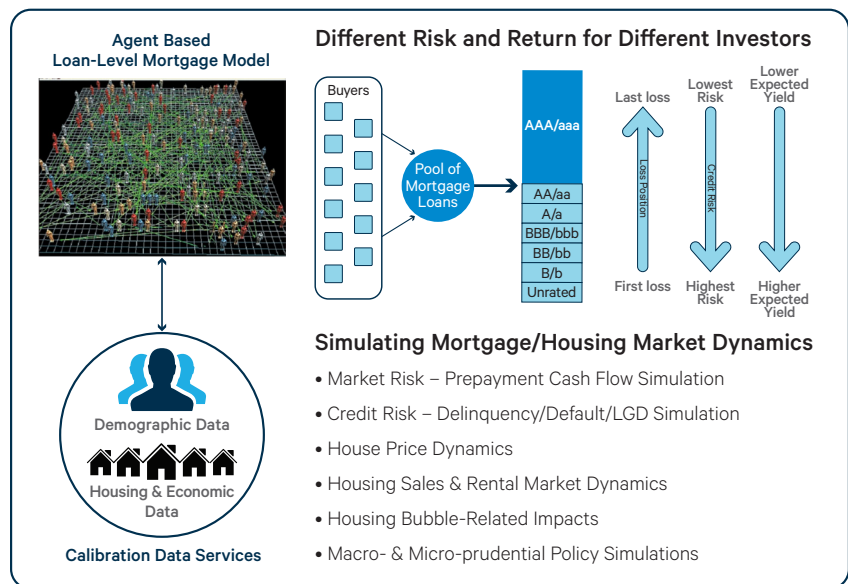 Agent Based
Loan-Level Mortgage Model
Different Risk and Return for Different Investors
Buyers
Pool of
Mortgage
Loans
AAA/aaa
AA/aa
A/a
BBB/bbb
BB/bb
B/b
Unrated
Last loss
Loss Position
First loss
Lowest
Risk
Credit Risk
Highest
Risk
Lower
Expected
Yield
Higher
Expected
Yield
Demographic Data
Housing & Economic
Data
Calibration Data Services
Simulating Mortgage/Housing Market Dynamics
• Market Risk – Prepayment Cash Flow Simulation
• Credit Risk – Delinquency/Default/LGD Simulation
• House Price Dynamics
• Housing Sales & Rental Market Dynamics
• Housing Bubble-Related Impacts
• Macro- & Micro-prudential Policy Simulations